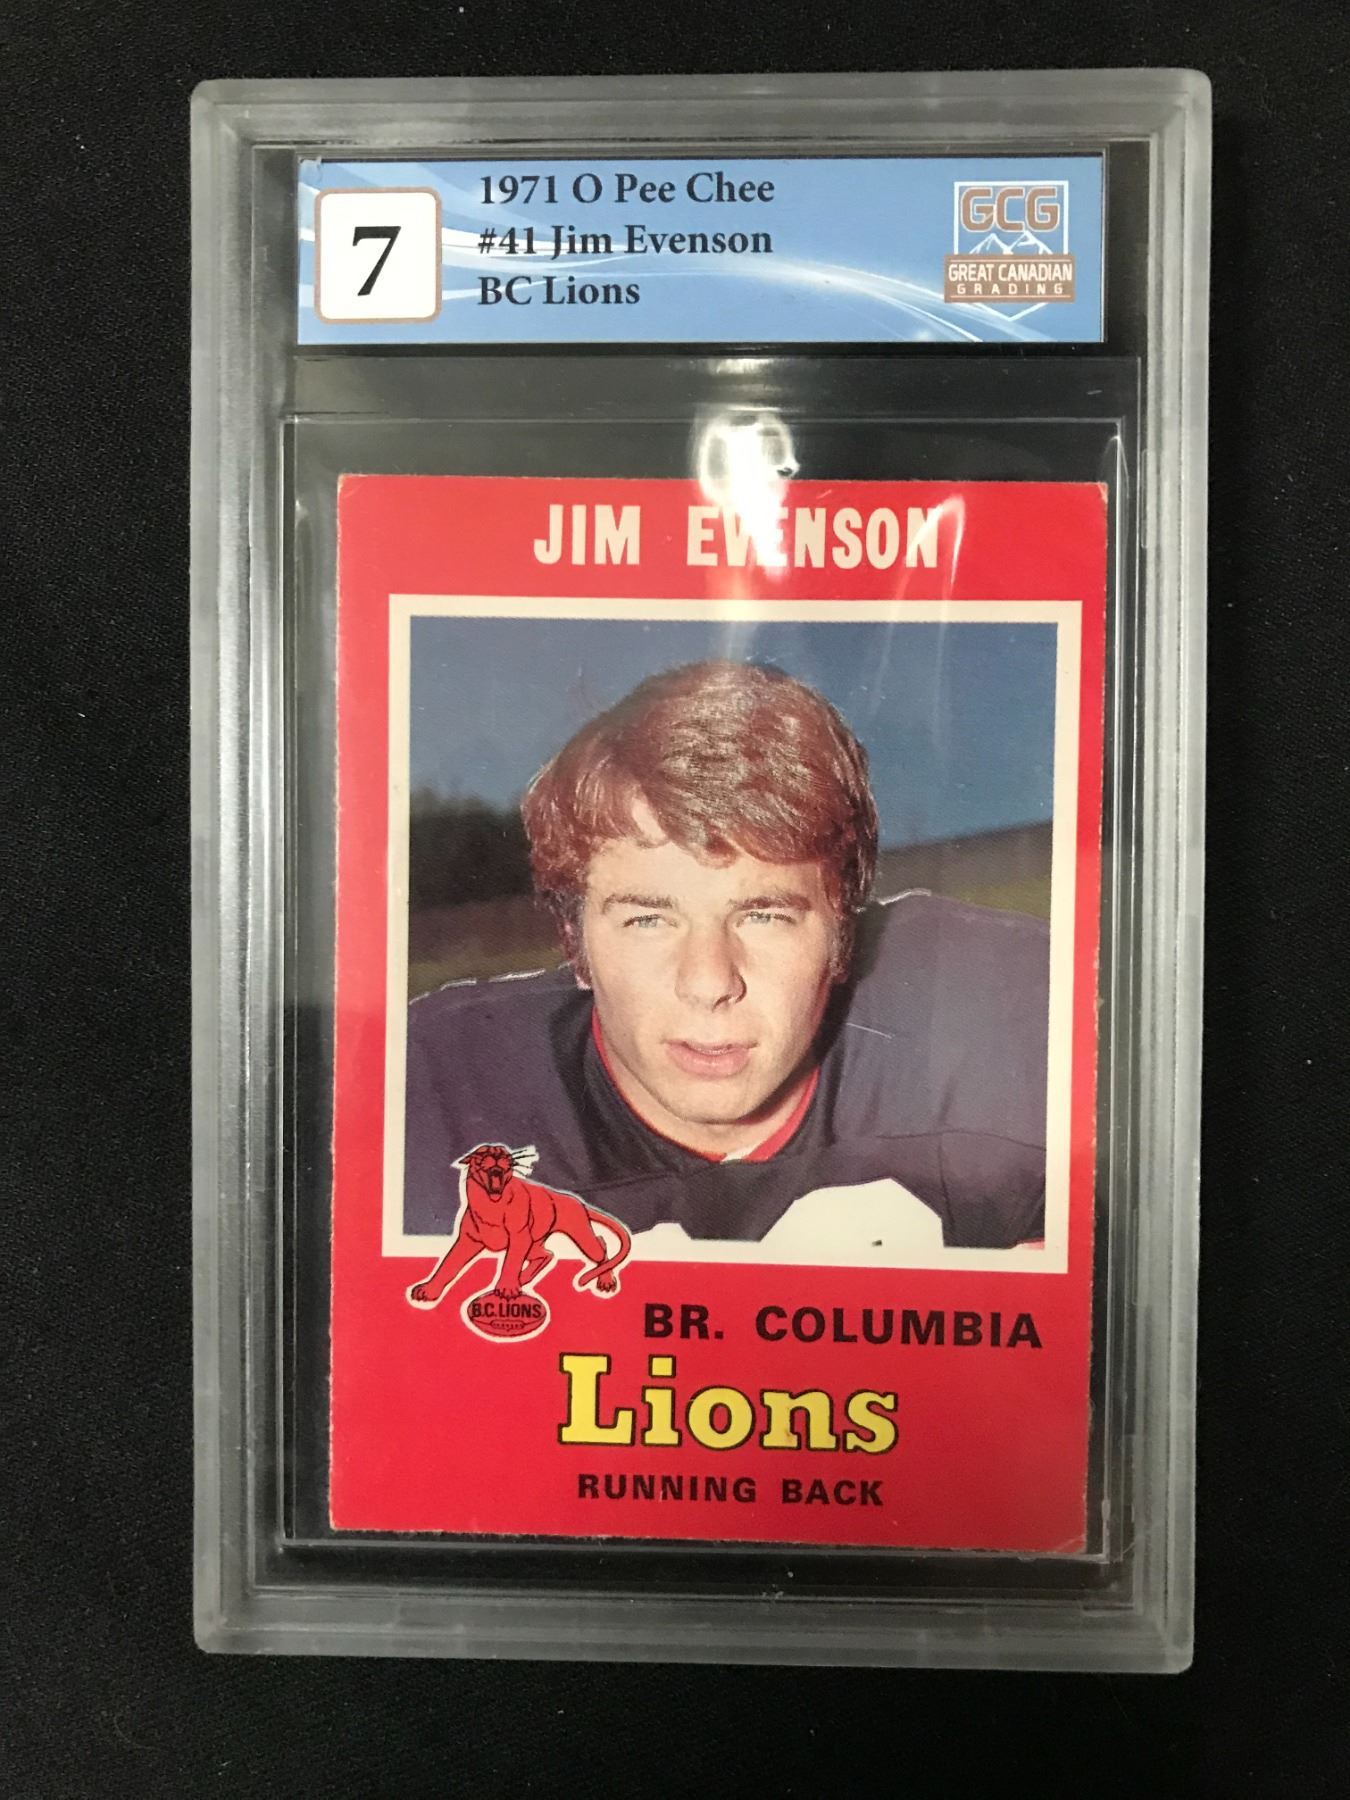 1971 O Pee Chee
#41 Jim Evenson
BC Lions
7
GCG
GREAT CANADIAN
GRADING
JIM EVENSON
B.C. LIONS
BR. COLUMBIA
Lions
RUNNING BACK